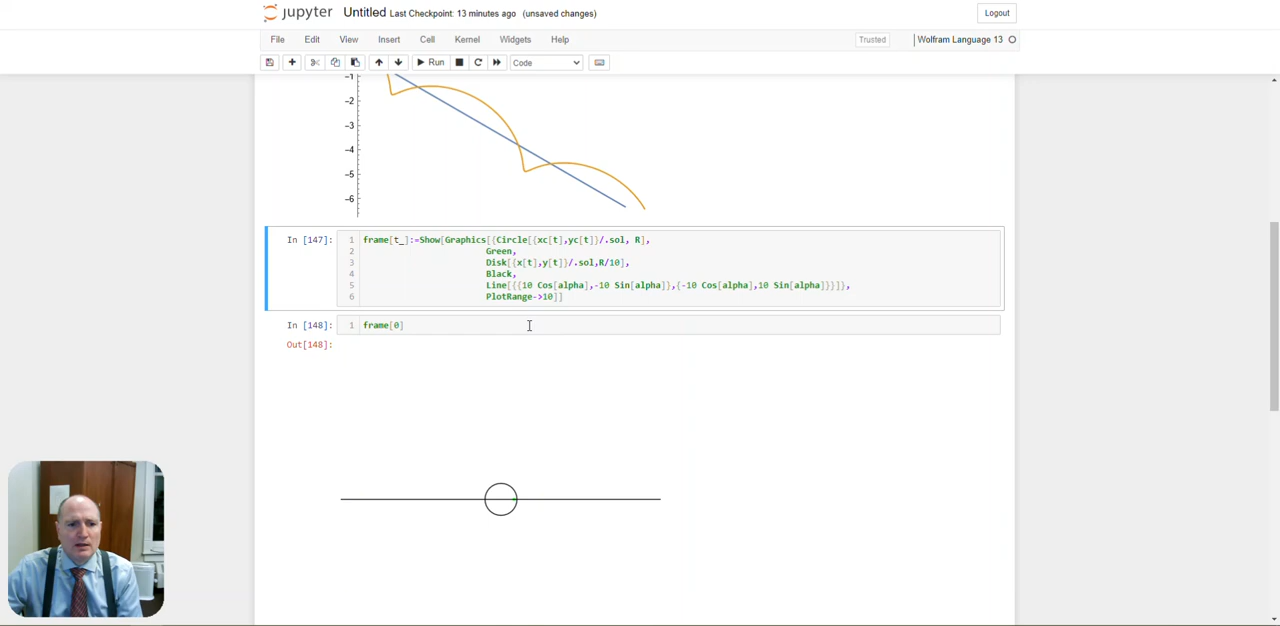 jupyter Untitled Last Checkpoint: 13 minutes ago (unsaved changes) Logout
File Edit View Insert Cell Kernel Widgets Help Trusted Wolfram Language 13
Run Code
-1
-2
-3
-4
-5
-6
In [147]: 1 frame[t_]:=Show[Graphics[{Circle[{xc[t],yc[t]}/.sol, R],
2 Green,
3 Disk[{x[t],y[t]}/.sol,R/10],
4 Black,
5 Line[{{10 Cos[alpha],-10 Sin[alpha]},{-10 Cos[alpha],10 Sin[alpha]}}]},
6 PlotRange->10]]
In [148]: 1 frame[0]
Out[148]: